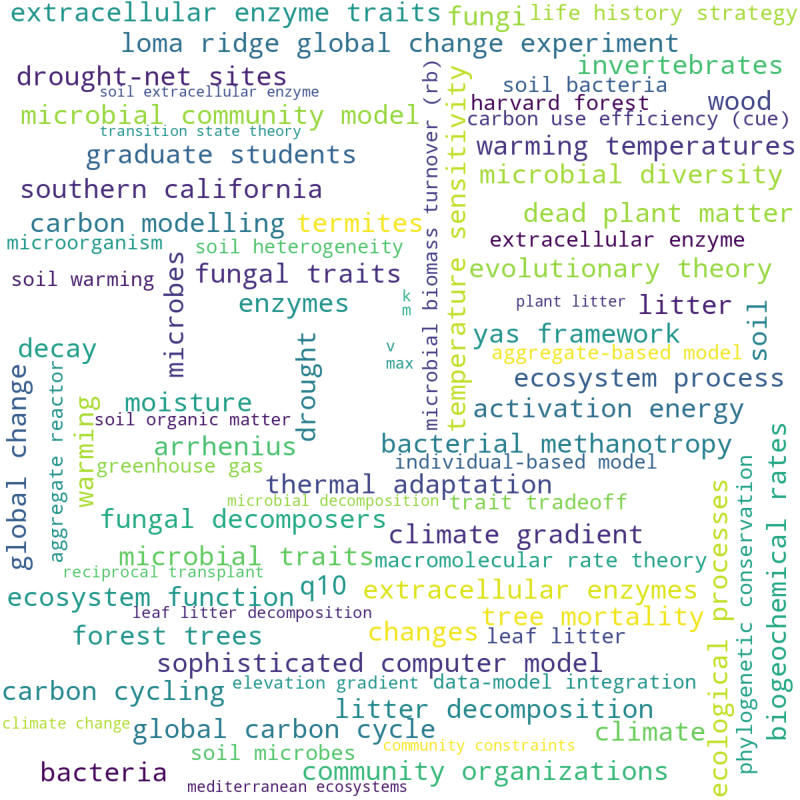 extracellular enzyme traits
fungi
life history strategy
loma ridge global change experiment
invertebrates
drought-net sites
soil extracellular enzyme
soil bacteria
harvard forest
wood
microbial community model
carbon use efficiency (cue)
transition state theory
graduate students
warming temperatures
microbial diversity
southern california
carbon modelling
termites
dead plant matter
microorganism
soil heterogeneity
extracellular enzyme
soil warming
microbes
fungal traits
microbial biomass turnover (rb)
temperature sensitivity
evolutionary theory
enzymes
k
m
plant litter
litter
soil
yas framework
decay
drought
v
max
aggregate-based model
ecosystem process
global change
aggregate reactor
warming
moisture
activation energy
soil organic matter
arrhenius
bacterial methanotropy
greenhouse gas
individual-based model
thermal adaptation
microbial decomposition
trait tradeoff
fungal decomposers
climate gradient
ecological processes
phylogenetic conservation
biogeochemical rates
microbial traits
macromolecular rate theory
reciprocal transplant
q10
ecosystem function
extracellular enzymes
leaf litter decomposition
tree mortality
forest trees
changes
leaf litter
sophisticated computer model
carbon cycling
elevation gradient
data-model integration
litter decomposition
climate change
global carbon cycle
climate
soil microbes
community constraints
bacteria
community organizations
mediterranean ecosystems